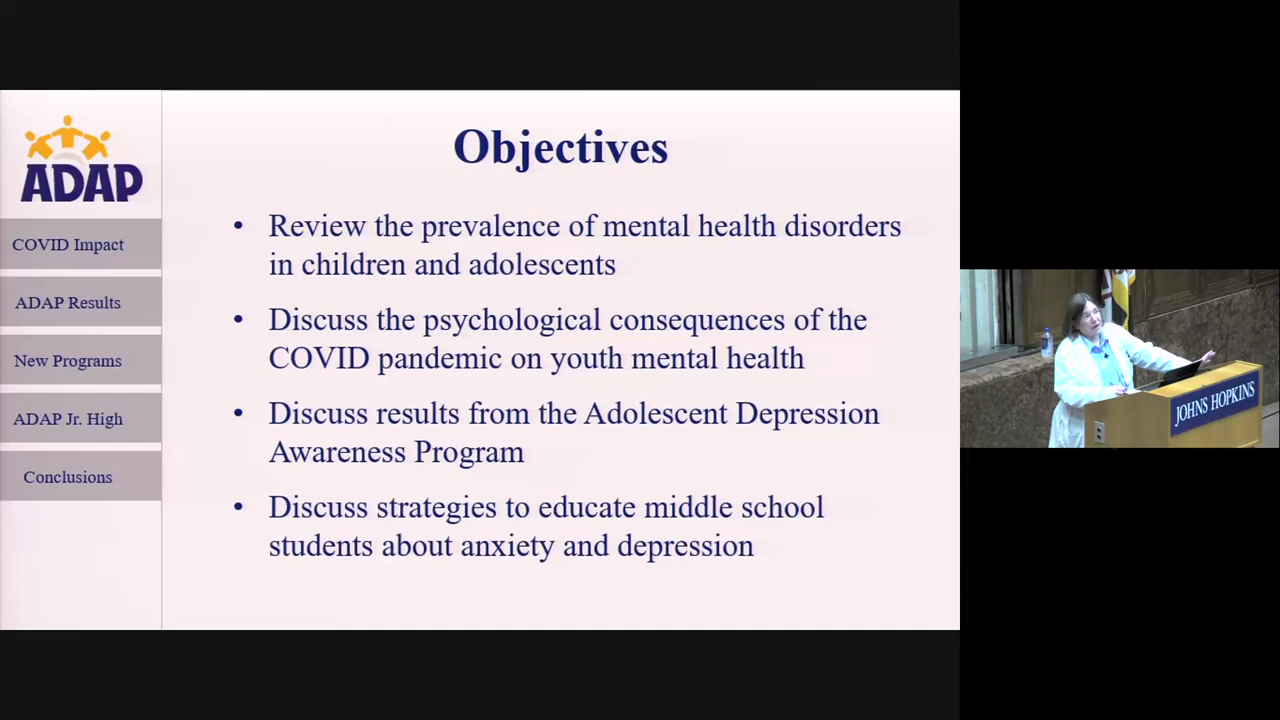 ADAP
COVID Impact
ADAP Results
New Programs
ADAP Jr. High
Conclusions
Objectives
• Review the prevalence of mental health disorders
in children and adolescents
• Discuss the psychological consequences of the
COVID pandemic on youth mental health
• Discuss results from the Adolescent Depression
Awareness Program
• Discuss strategies to educate middle school
students about anxiety and depression
JOHNS HOPKINS